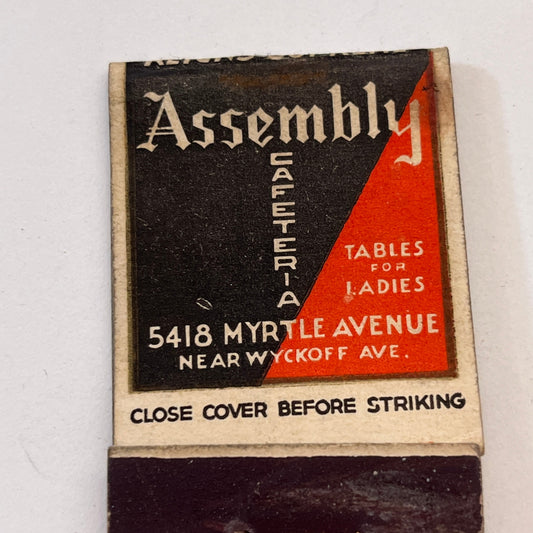 Assembly
CAFETERIA
TABLES
FOR
LADIES
5418 MYRTLE AVENUE
NEAR WYCKOFF AVE.
CLOSE COVER BEFORE STRIKING